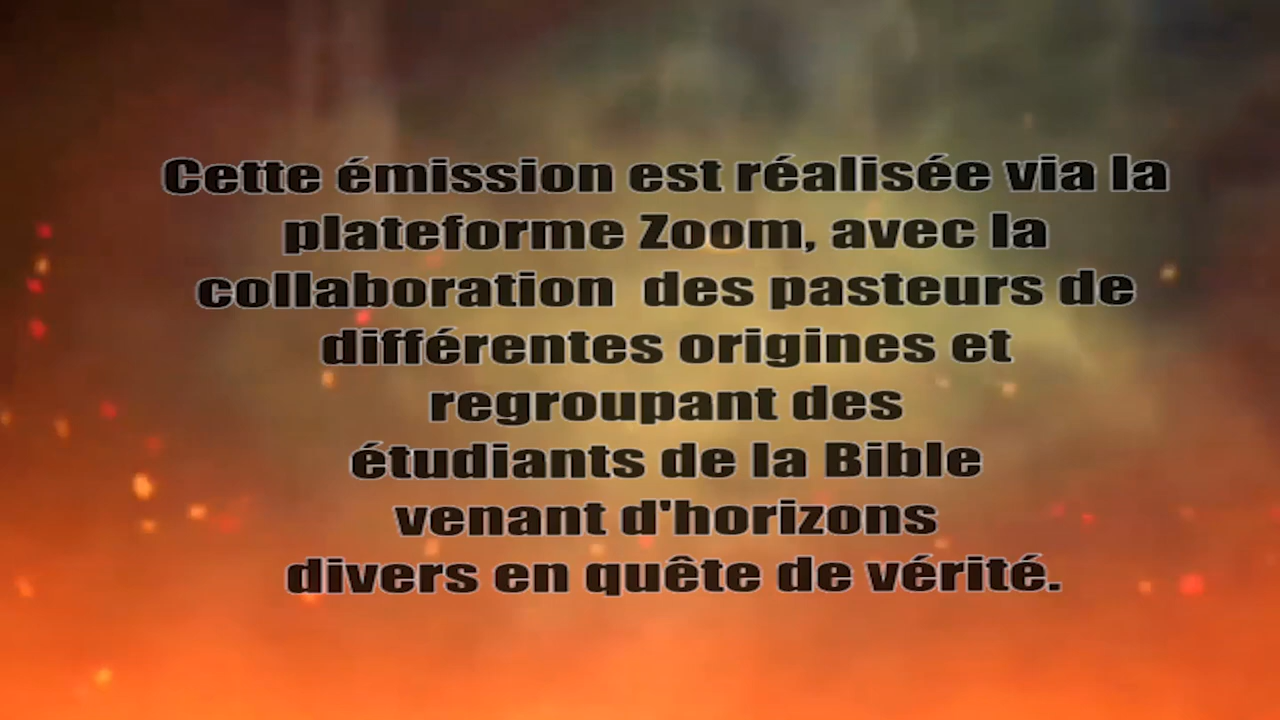 Cette émission est réalisée via la
plateforme Zoom, avec la
collaboration  des pasteurs de
différentes origines et
regroupant des
étudiants de la Bible
venant d'horizons
divers en quête de vérité.